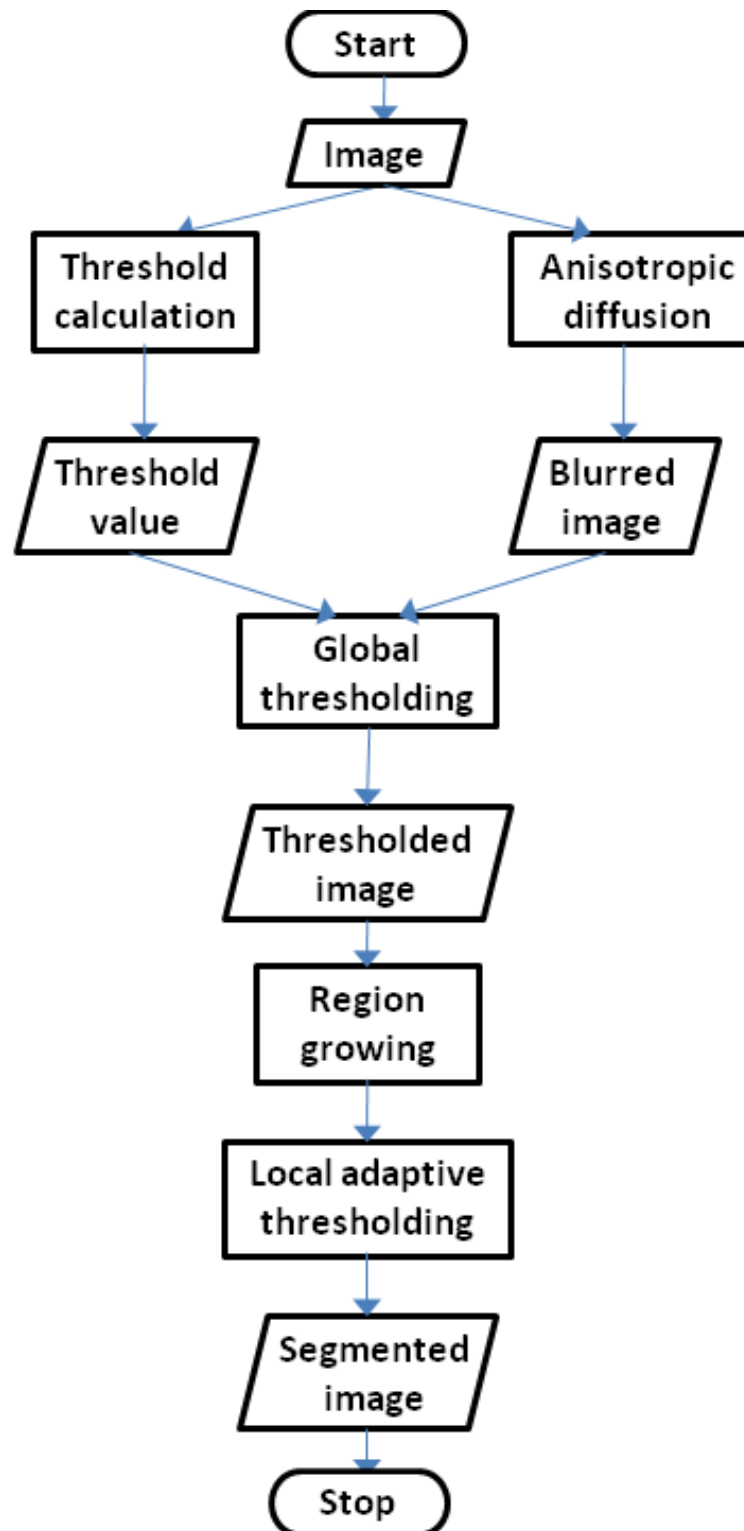 Start
Image
Threshold
calculation
Anisotropic
diffusion
Threshold
value
Blurred
image
Global
thresholding
Thresholded
image
Region
growing
Local adaptive
thresholding
Segmented
image
Stop